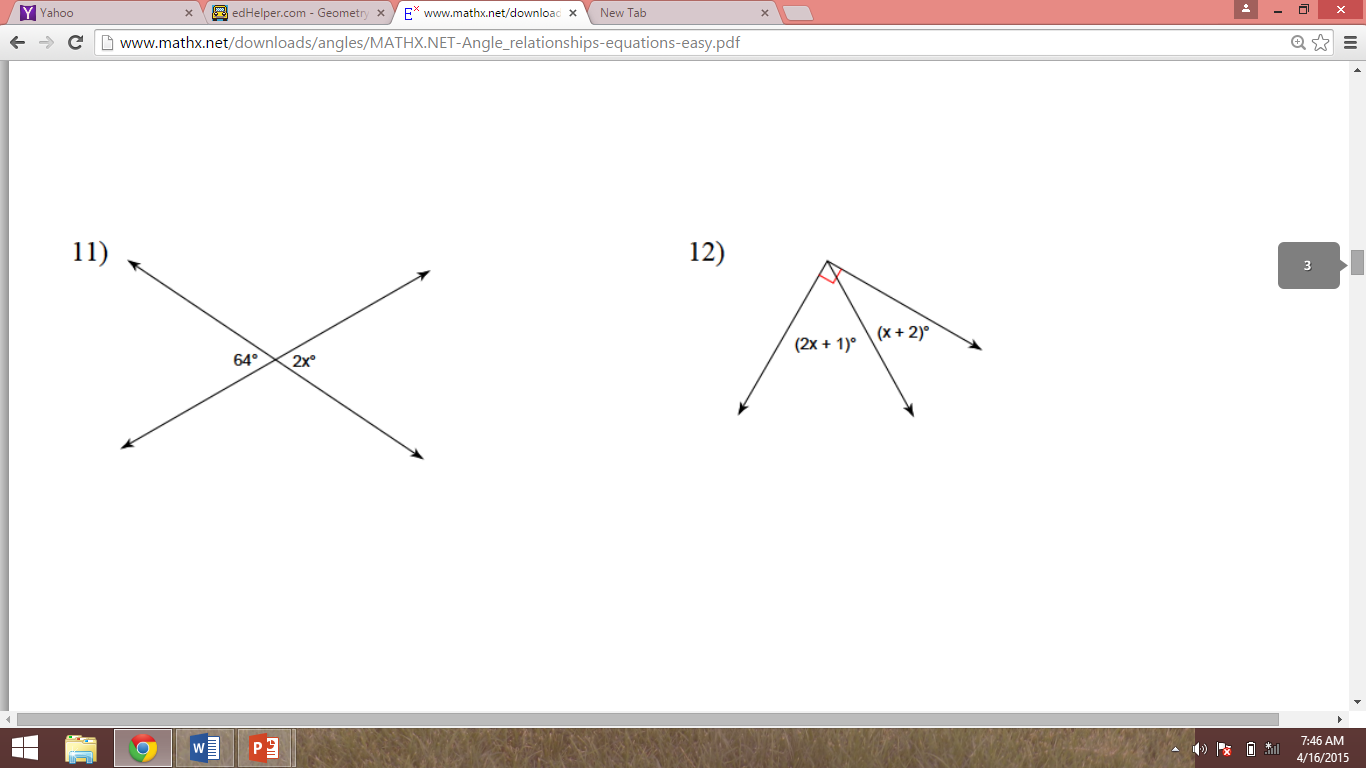 Yahoo
edHelper.com - Geometry
www.mathx.net/download
New Tab
www.mathx.net/downloads/angles/MATHX.NET-Angle_relationships-equations-easy.pdf
11)
64°
2x°
12)
(2x + 1)°
(x + 2)°
3
7:46 AM
4/16/2015